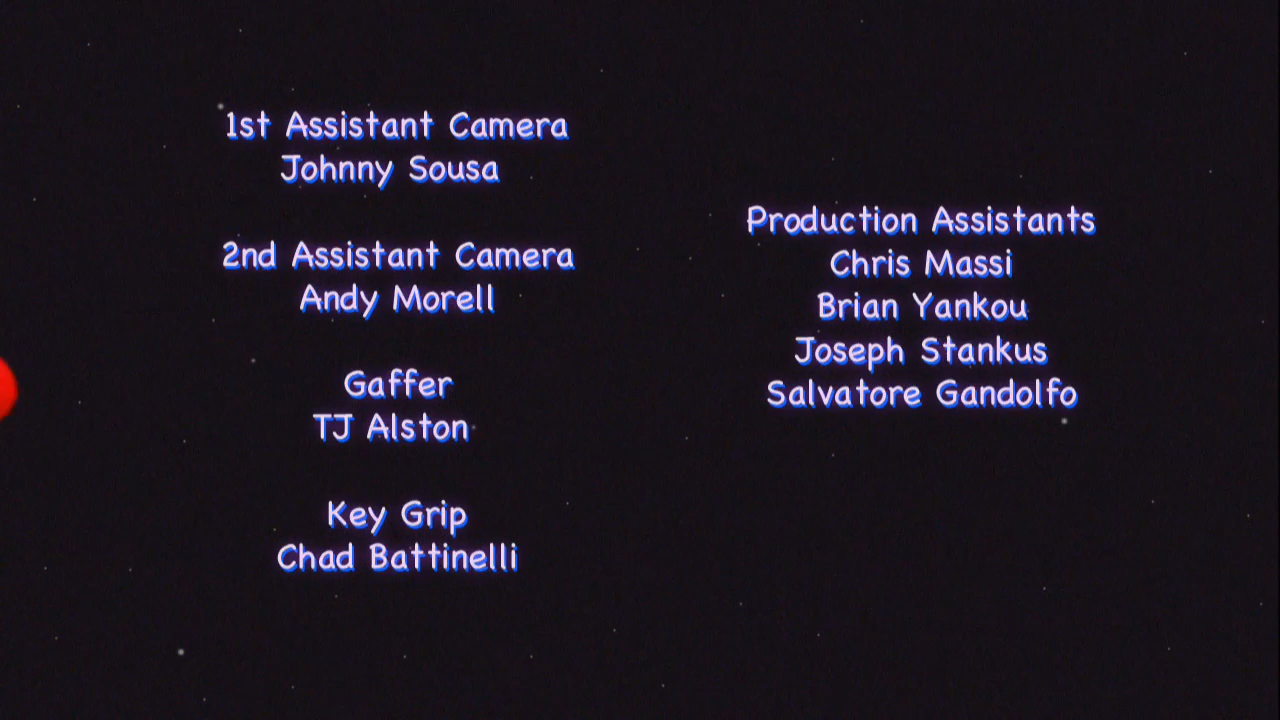 1st Assistant Camera
Johnny Sousa
2nd Assistant Camera
Andy Morell
Gaffer
TJ Alston
Key Grip
Chad Battinelli
Production Assistants
Chris Massi
Brian Yankou
Joseph Stankus
Salvatore Gandolfo